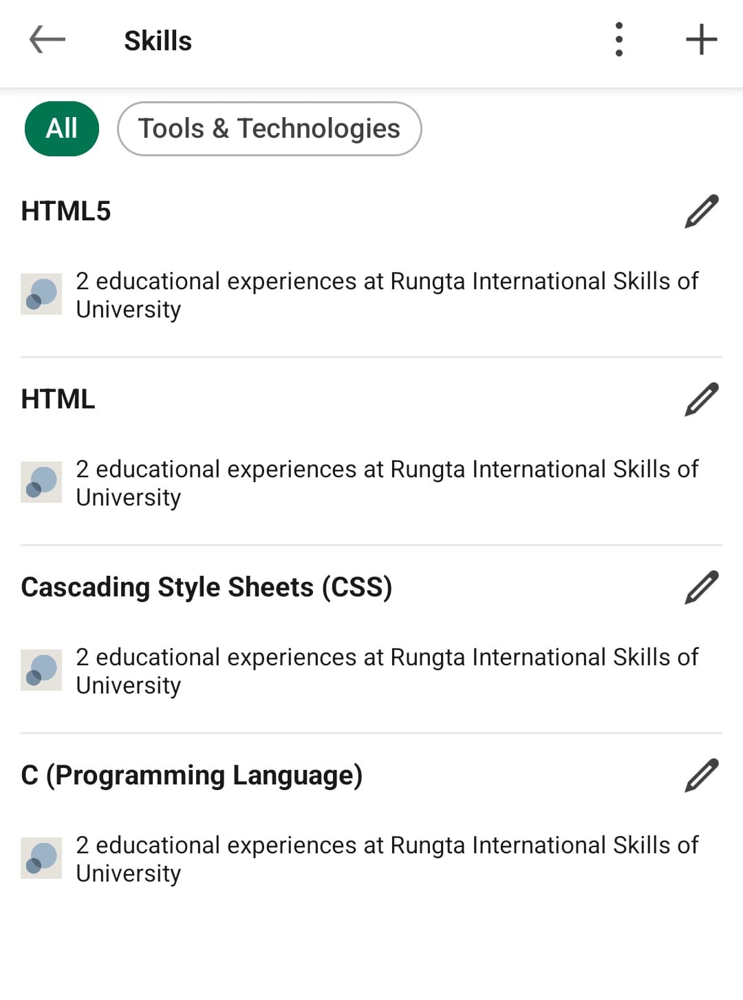 Skills
All
Tools & Technologies
HTML5
2 educational experiences at Rungta International Skills of
University
HTML
2 educational experiences at Rungta International Skills of
University
Cascading Style Sheets (CSS)
2 educational experiences at Rungta International Skills of
University
C (Programming Language)
2 educational experiences at Rungta International Skills of
University